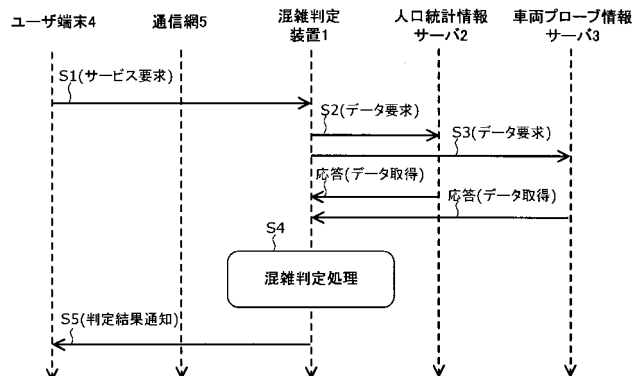 ユーザ端末4
通信網5
混雑判定
装置1
人口統計情報
サーバ2
車両プローブ情報
サーバ3
S1(サービス要求)
S2(データ要求)
S3(データ要求)
応答(データ取得)
応答(データ取得)
S4
混雑判定処理
S5(判定結果通知)